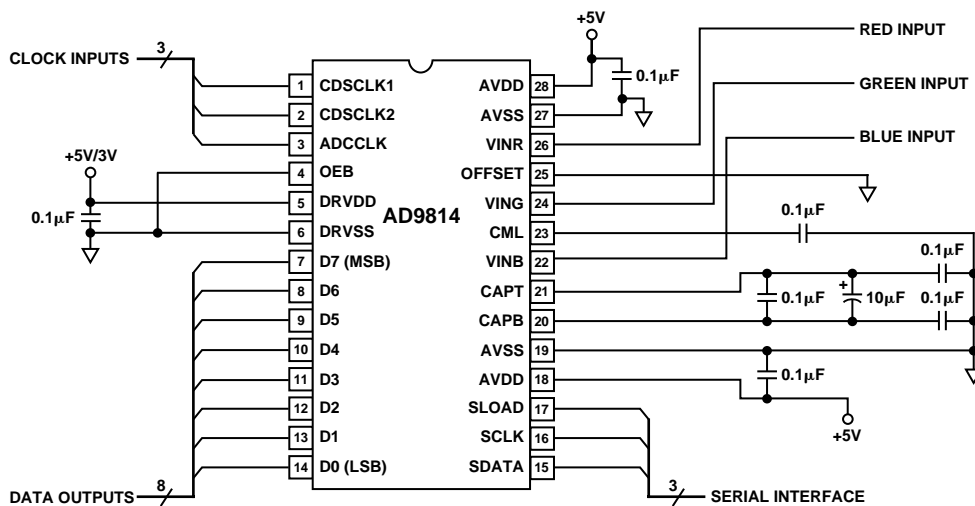 +5V
RED INPUT
3
CLOCK INPUTS
0.1µF
1 CDSCLK1
AVDD 28
GREEN INPUT
2 CDSCLK2
AVSS 27
3 ADCCLK
VINR 26
BLUE INPUT
+5V/3V
4 OEB
OFFSET 25
5 DRVDD
AD9814
VING 24
0.1µF
0.1µF
6 DRVSS
CML 23
7 D7 (MSB)
VINB 22
0.1µF
8 D6
CAPT 21
+
0.1µF
10µF
0.1µF
9 D5
CAPB 20
10 D4
AVSS 19
11 D3
AVDD 18
0.1µF
12 D2
SLOAD 17
13 D1
SCLK 16
+5V
14 D0 (LSB)
SDATA 15
8
DATA OUTPUTS
3
SERIAL INTERFACE